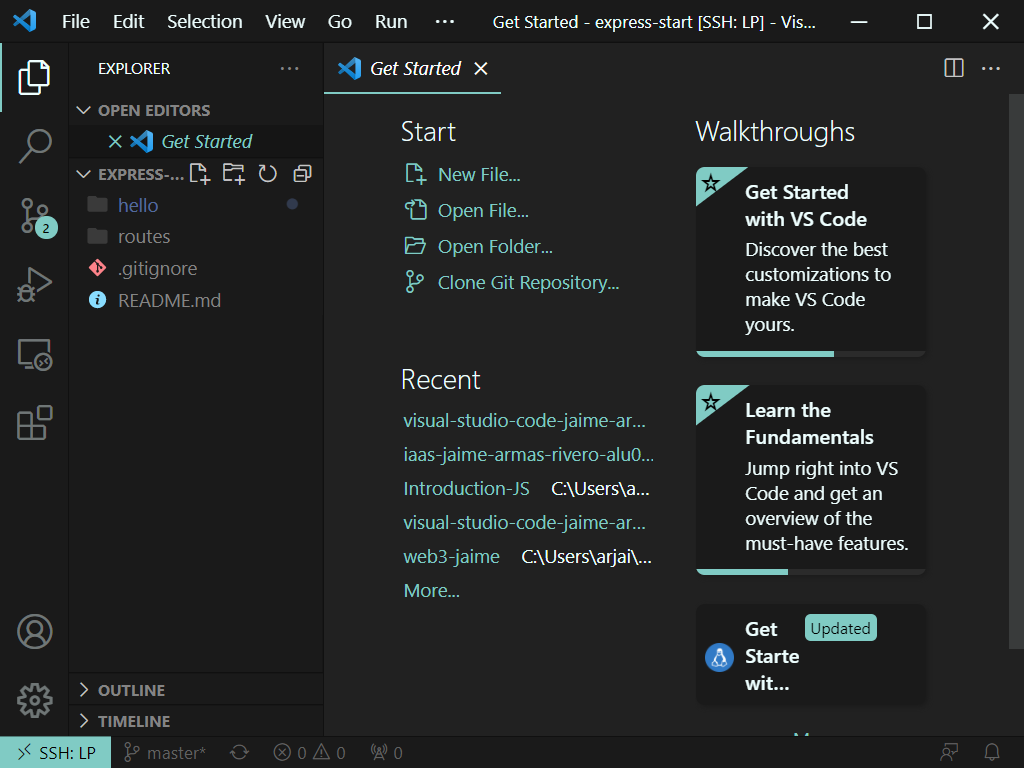 File Edit Selection View Go Run ··· Get Started - express-start [SSH: LP] - Vis...
EXPLORER ···
Get Started
···
OPEN EDITORS
Get Started
EXPRESS-...
hello
routes
.gitignore
README.md
OUTLINE
TIMELINE
2
Start
New File...
Open File...
Open Folder...
Clone Git Repository...
Recent
visual-studio-code-jaime-ar...
iaas-jaime-armas-rivero-alu0...
Introduction-JS C:\Users\a...
visual-studio-code-jaime-ar...
web3-jaime C:\Users\arjai\...
More...
Walkthroughs
Get Started
with VS Code
Discover the best
customizations to
make VS Code
yours.
Learn the
Fundamentals
Jump right into VS
Code and get an
overview of the
must-have features.
Get Updated
Starte
wit...
SSH: LP master* 0 0 0